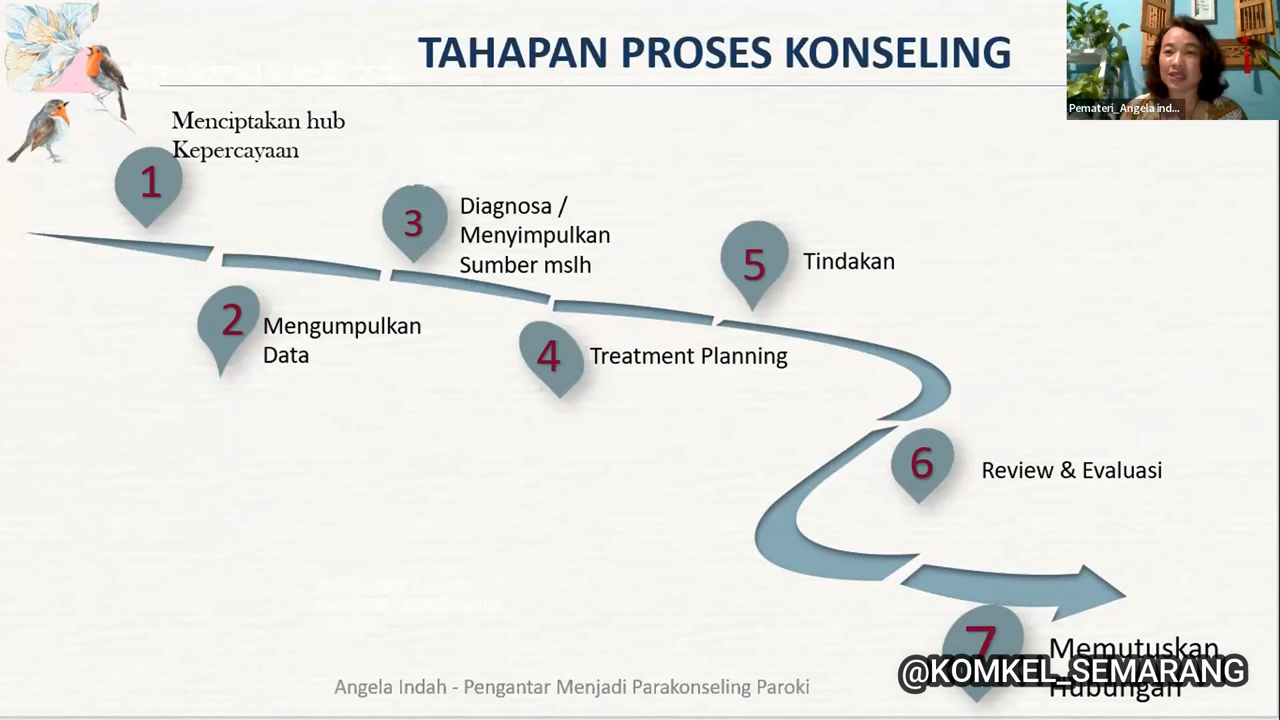 TAHAPAN PROSES KONSELING
Pemateri_Angela ind...
Menciptakan hub
Kepercayaan
1
2
Mengumpulkan
Data
3
Diagnosa /
Menyimpulkan
Sumber mslh
4
Treatment Planning
5
Tindakan
6
Review & Evaluasi
7
Memutuskan
Hubungan
@KOMKEL_SEMARANG
Angela Indah - Pengantar Menjadi Parakonseling Paroki